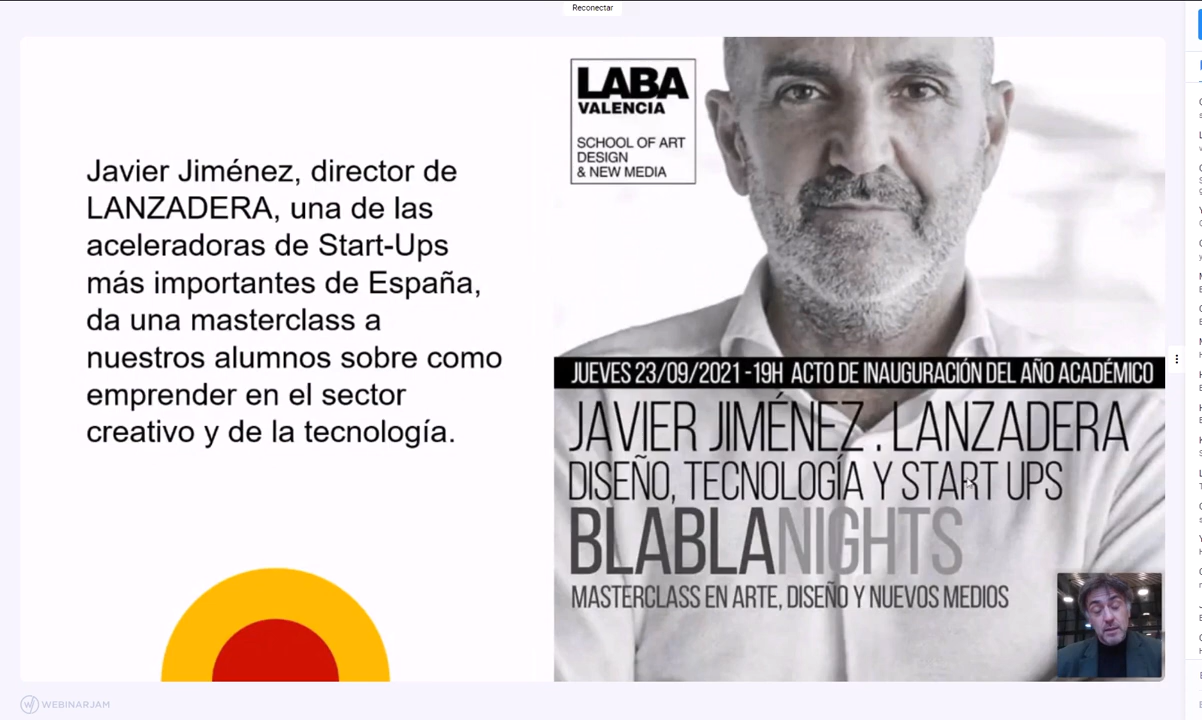 Reconectar
Javier Jiménez, director de
LANZADERA, una de las
aceleradoras de Start-Ups
más importantes de España,
da una masterclass a
nuestros alumnos sobre como
emprender en el sector
creativo y de la tecnología.
LABA
VALENCIA
SCHOOL OF ART
DESIGN
& NEW MEDIA
JUEVES 23/09/2021 -19H ACTO DE INAUGURACIÓN DEL AÑO ACADÉMICO
JAVIER JIMÉNEZ . LANZADERA
DISEÑO, TECNOLOGÍA Y START UPS
BLABLANIGHTS
MASTERCLASS EN ARTE, DISEÑO Y NUEVOS MEDIOS
WEBINARJAM